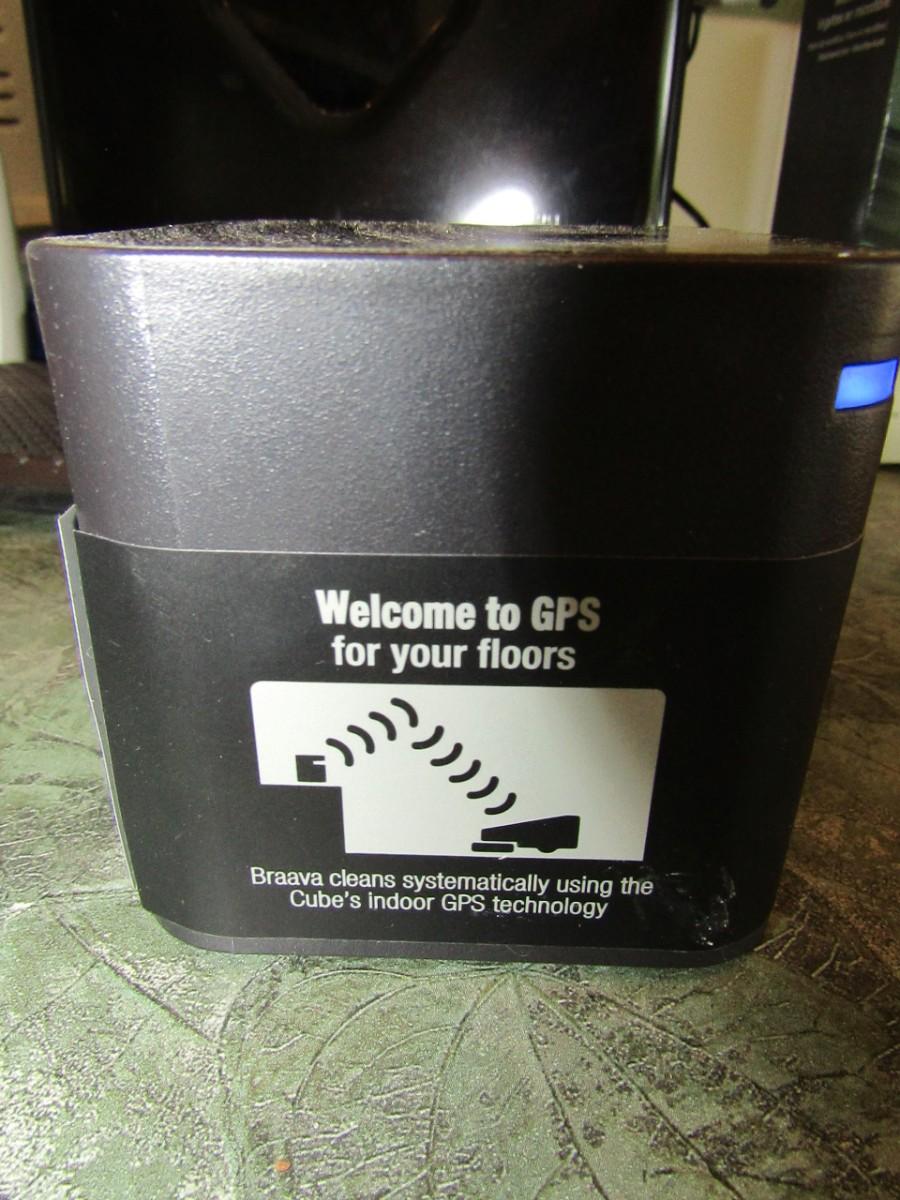 Welcome to GPS
for your floors
Braava cleans systematically using the
Cube's indoor GPS technology